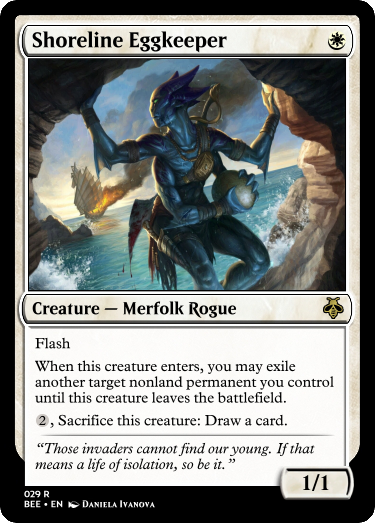 Shoreline Eggkeeper
Creature — Merfolk Rogue
Flash
When this creature enters, you may exile
another target nonland permanent you control
until this creature leaves the battlefield.
2, Sacrifice this creature: Draw a card.
“Those invaders cannot find our young. If that
means a life of isolation, so be it.”
1/1
029 R
BEE • EN Daniela Ivanova